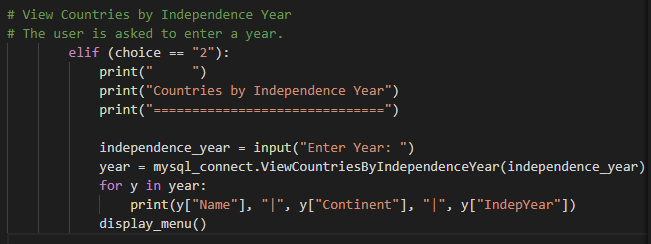 # View Countries by Independence Year
# The user is asked to enter a year.
        elif (choice == "2"):
            print("     ")
            print("Countries by Independence Year")
            print("==============================")

            independence_year = input("Enter Year: ")
            year = mysql_connect.ViewCountriesByIndependenceYear(independence_year)
            for y in year:
                print(y["Name"], "|", y["Continent"], "|", y["IndepYear"])
            display_menu()